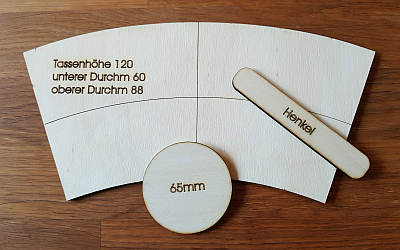 Tassenhöhe 120
unterer Durchm 60
oberer Durchm 88
Henkel
65mm